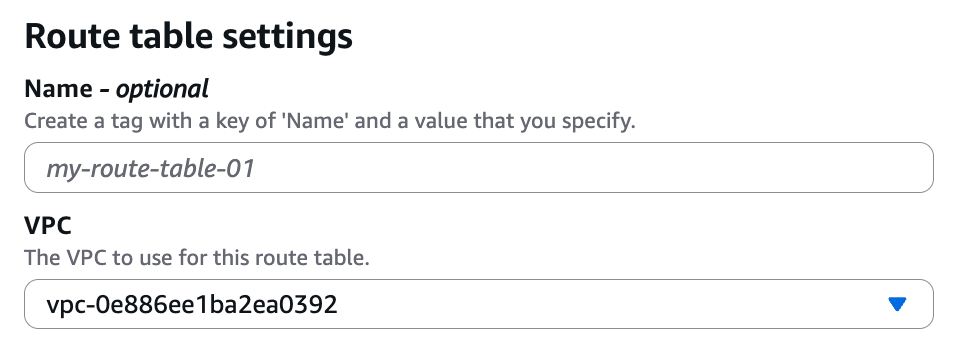 Route table settings
Name - optional
Create a tag with a key of 'Name' and a value that you specify.
my-route-table-01
VPC
The VPC to use for this route table.
vpc-0e886ee1ba2ea0392